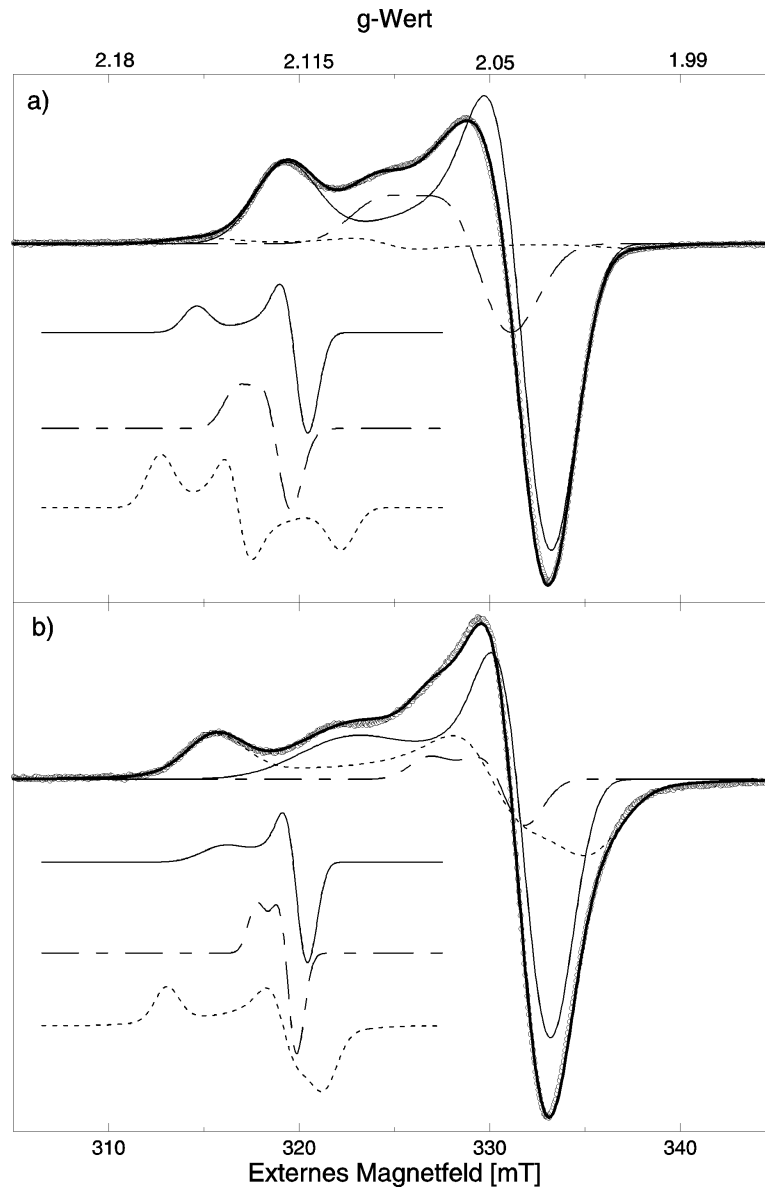 g-Wert
2.18 2.115 2.05 1.99
a)
b)
310 320 330 340
Externes Magnetfeld [mT]